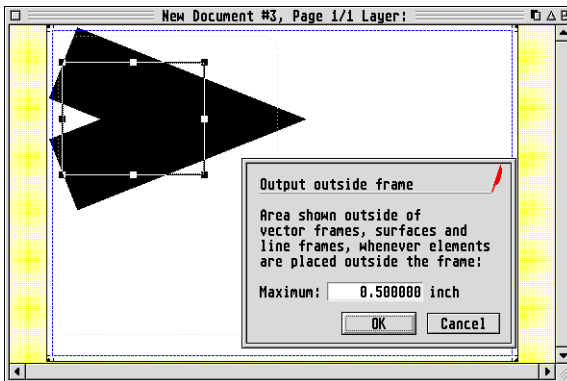 New Document #3, Page 1/1 Layer:
Output outside frame
Area shown outside of
vector frames, surfaces and
line frames, whenever elements
are placed outside the frame:
Maximum: 0.500000 inch
OK Cancel